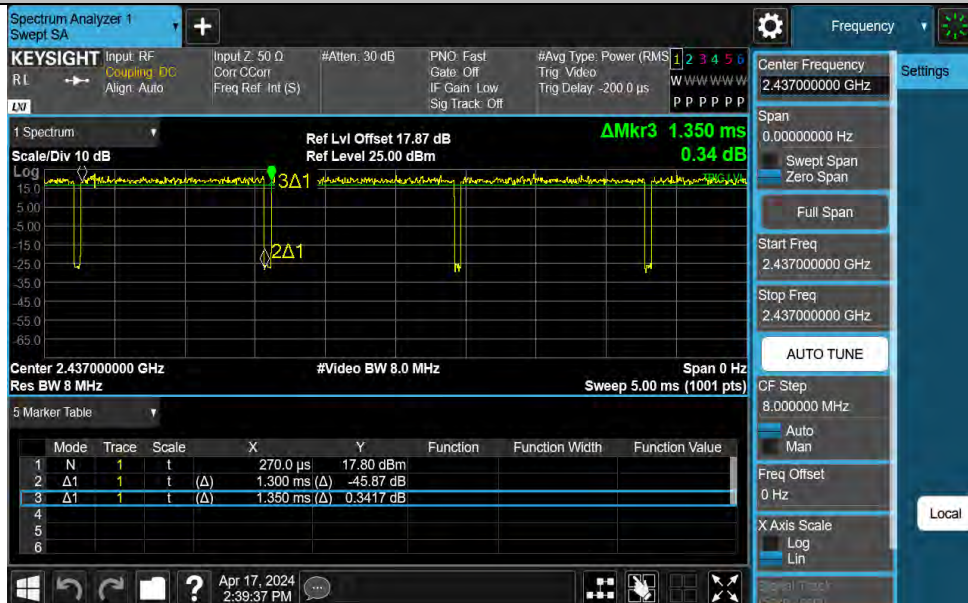 Spectrum Analyzer 1
Swept SA
+
Frequency
KEYSIGHT
RL
LXI
Input: RF
Coupling: DC
Align: Auto
Input Z: 50 Ω
Corr CCorr
Freq Ref: Int (S)
#Atten: 30 dB
PNO: Fast
Gate: Off
IF Gain: Low
Sig Track: Off
#Avg Type: Power (RMS
Trig: Video
Trig Delay: -200.0 µs
1 2 3 4 5 6
W W W W W W
P P P P P P
1 Spectrum
Scale/Div 10 dB
Ref Lvl Offset 17.87 dB
Ref Level 25.00 dBm
ΔMkr3 1.350 ms
0.34 dB
Log
15.0
5.00
-5.00
-15.0
-25.0
-35.0
-45.0
-55.0
-65.0
1
3Δ1
2Δ1
TRIG LVL
Center 2.437000000 GHz
#Video BW 8.0 MHz
Span 0 Hz
Res BW 8 MHz
Sweep 5.00 ms (1001 pts)
5 Marker Table
Mode Trace Scale X Y Function Function Width Function Value
1 N 1 t 270.0 µs 17.80 dBm
2 Δ1 1 t (Δ) 1.300 ms (Δ) -45.87 dB
3 Δ1 1 t (Δ) 1.350 ms (Δ) 0.3417 dB
4
5
6
?
Apr 17, 2024
2:39:37 PM
Center Frequency
2.437000000 GHz
Span
0.00000000 Hz
Swept Span
Zero Span
Full Span
Start Freq
2.437000000 GHz
Stop Freq
2.437000000 GHz
AUTO TUNE
CF Step
8.000000 MHz
Auto
Man
Freq Offset
0 Hz
X Axis Scale
Log
Lin
Signal Track
Settings
Local